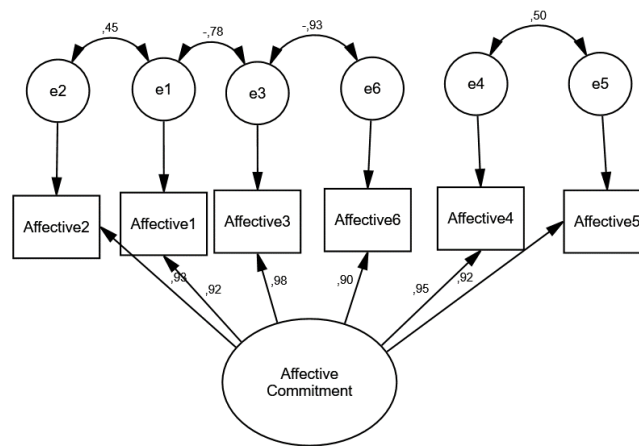 ,45
-,78
-,93
,50
e2
e1
e3
e6
e4
e5
Affective2
Affective1
Affective3
Affective6
Affective4
Affective5
,93
,92
,98
,90
,95
,92
Affective
Commitment